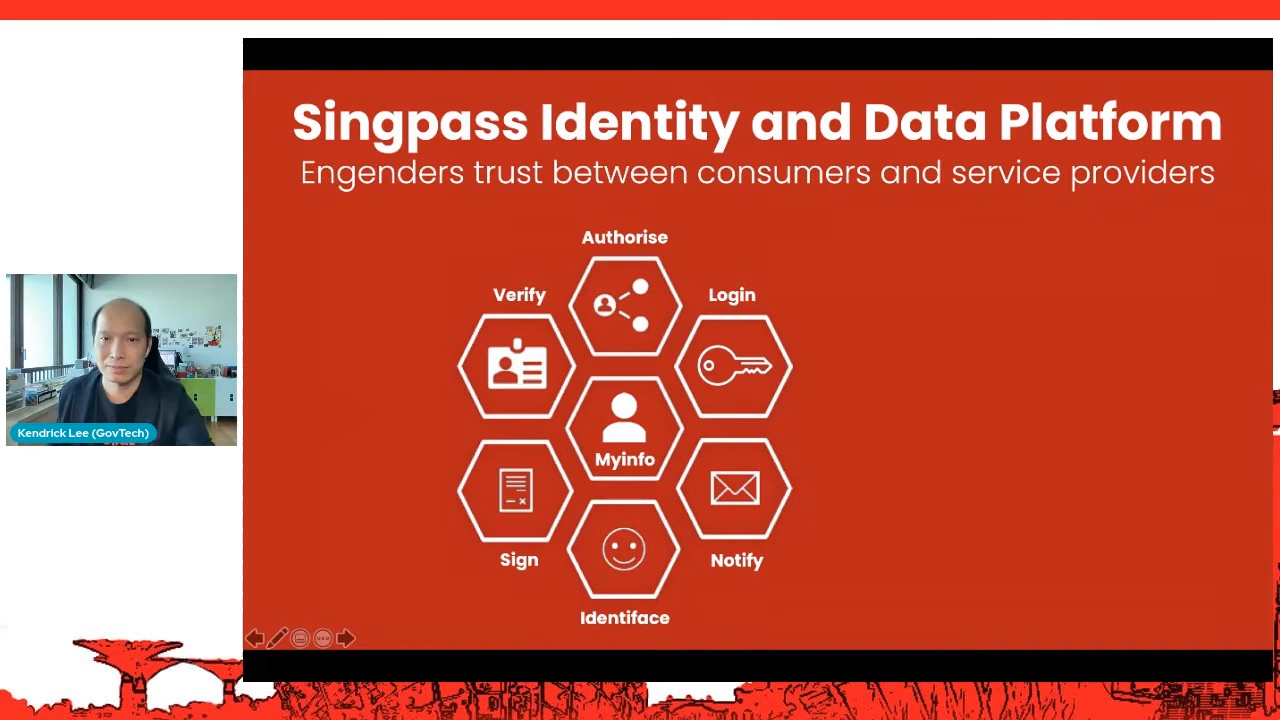 Singpass Identity and Data Platform
Engenders trust between consumers and service providers
Authorise
Verify
Login
Myinfo
Sign
Notify
Identiface
Kendrick Lee (GovTech)